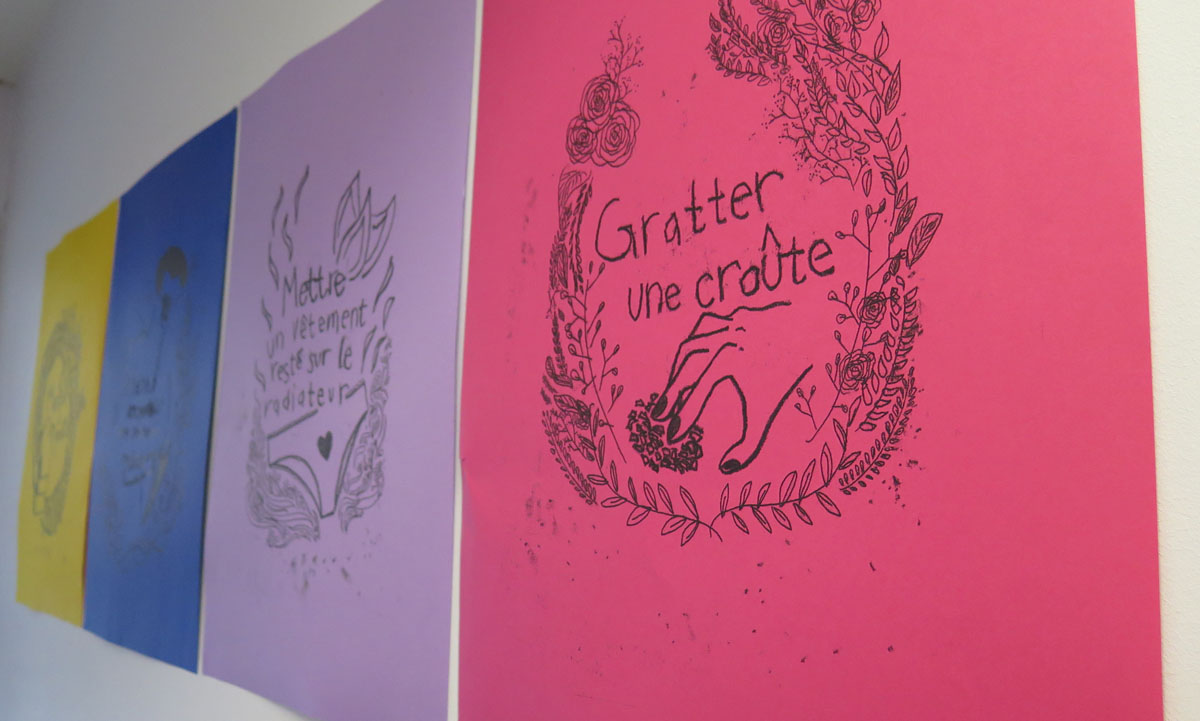 Mettre
un vêtement
resté sur le
radiateur
Gratter
une croûte